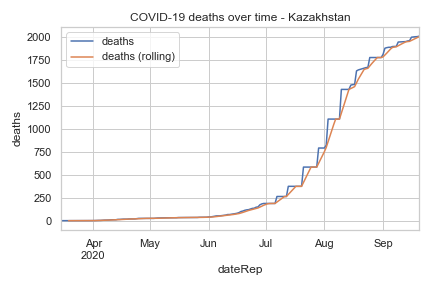 COVID-19 deaths over time - Kazakhstan
deaths
deaths (rolling)
2000
1750
1500
1250
1000
750
500
250
0
deaths
Apr May Jun Jul Aug Sep
2020
dateRep